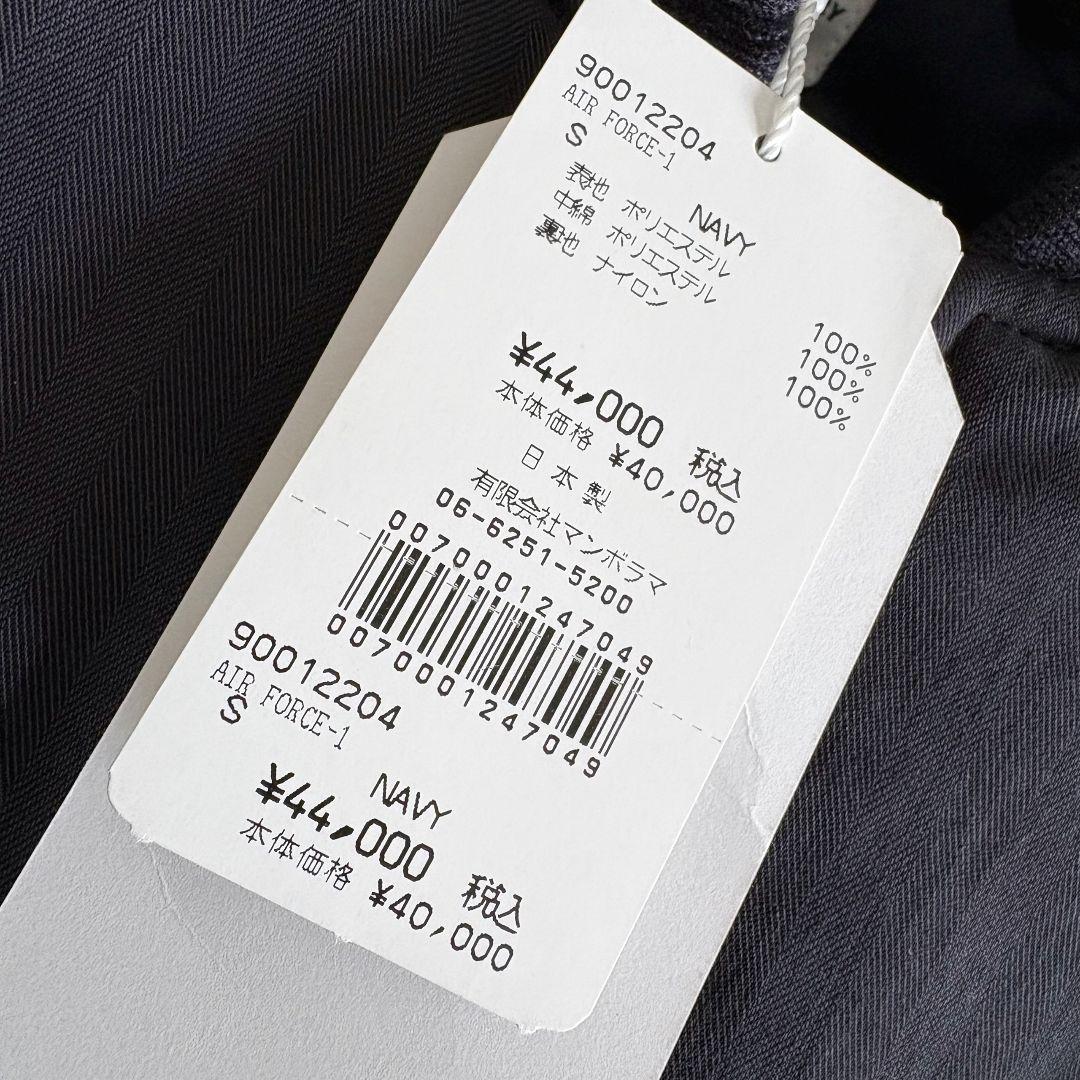 90012204
AIR FORCE-1
S
NAVY
表地 ポリエステル 100%
中綿 ポリエステル 100%
裏地 ナイロン 100%
¥44,000 税込
本体価格 ¥40,000
日本製
有限会社マンボラマ
06-6251-5200
0070001247049
0070001247049
90012204
AIR FORCE-1
S
NAVY
¥44,000 税込
本体価格 ¥40,000